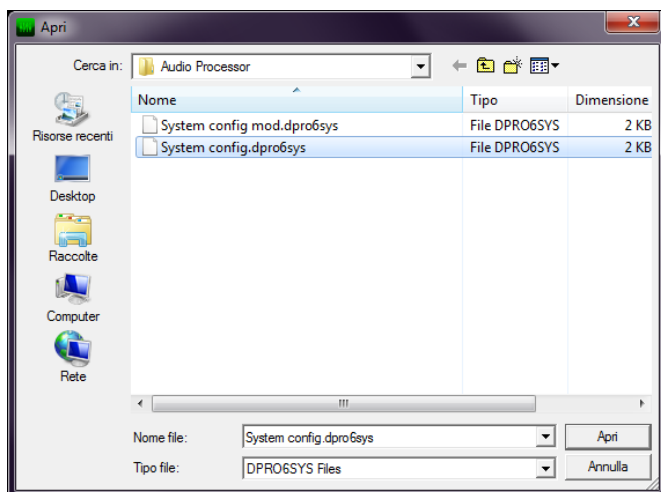 Apri
Cerca in: Audio Processor
Nome Tipo Dimensione
System config mod.dpro6sys File DPRO6SYS 2 KB
System config.dpro6sys File DPRO6SYS 2 KB
Risorse recenti
Desktop
Raccolte
Computer
Rete
Nome file: System config.dpro6sys Apri
Tipo file: DPRO6SYS Files Annulla